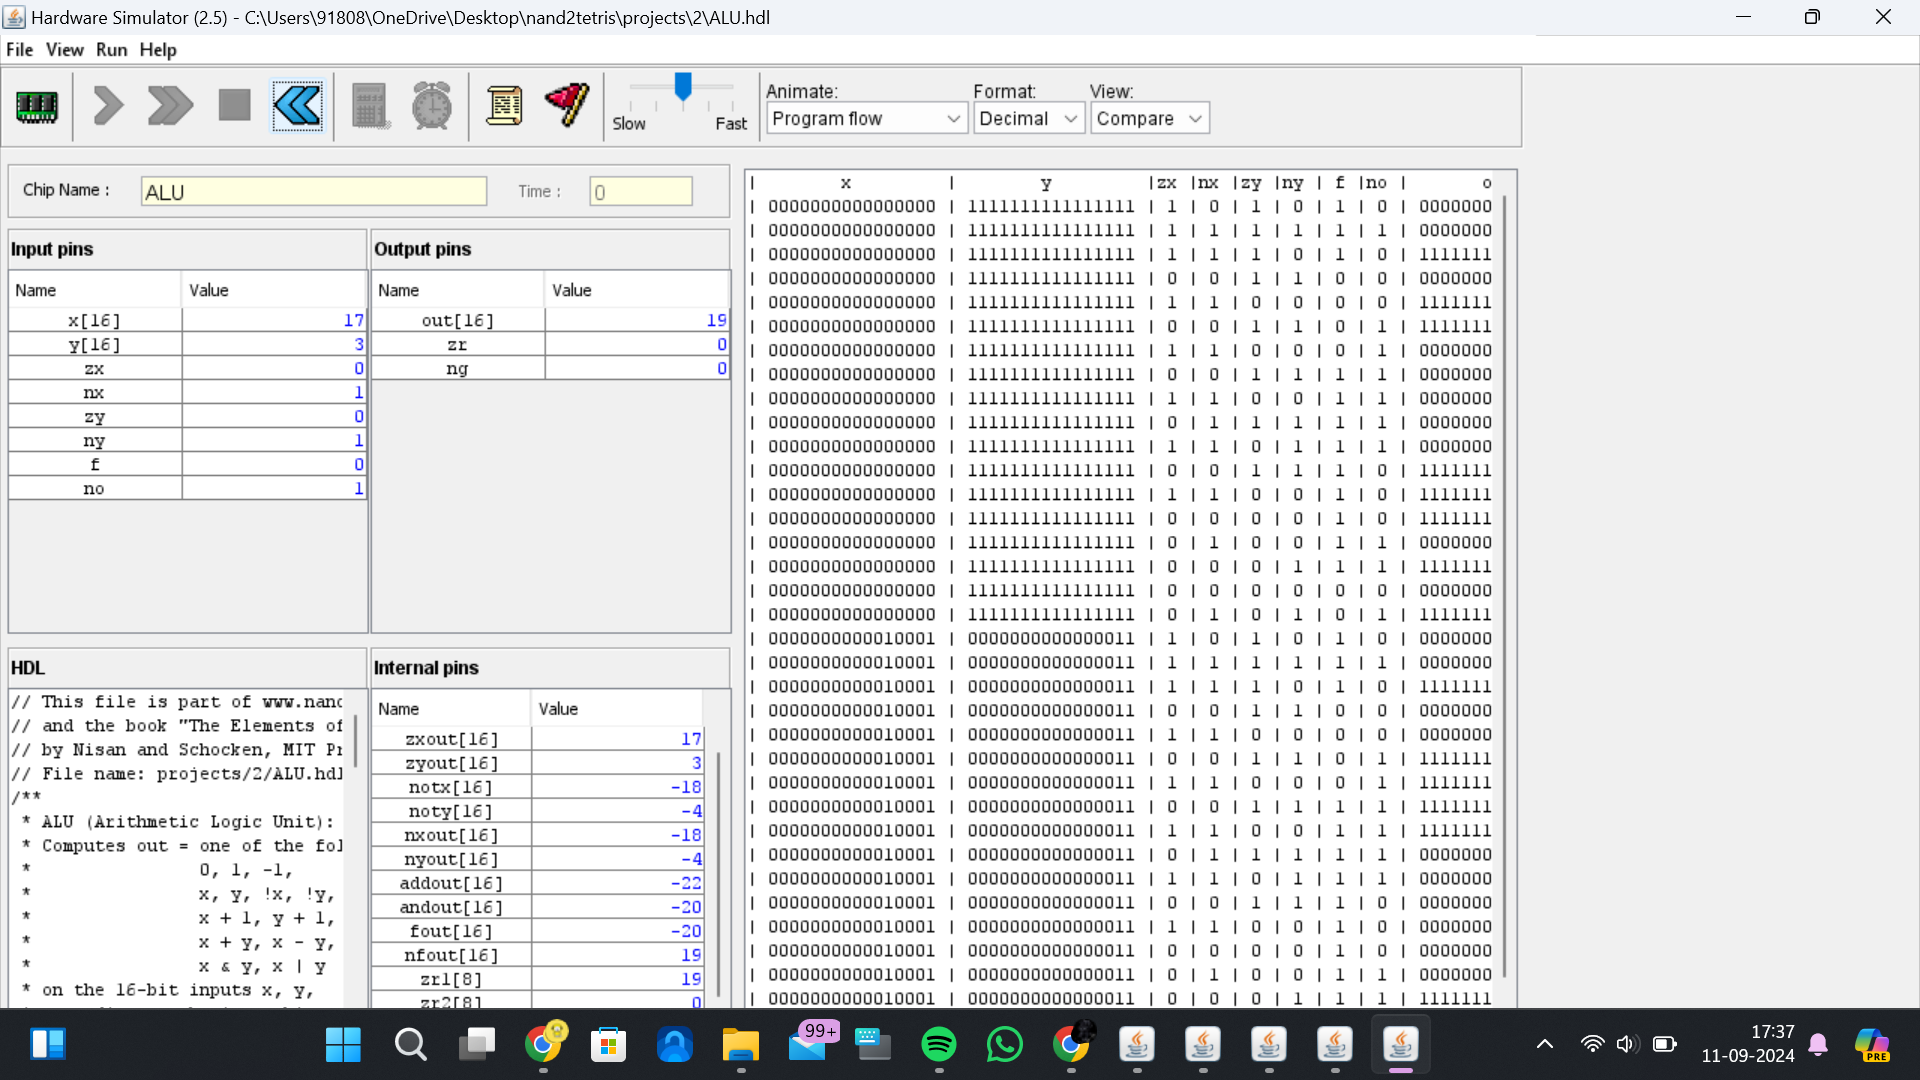 Hardware Simulator (2.5) - C:\Users\91808\OneDrive\Desktop\nand2tetris\projects\2\ALU.hdl
File View Run Help
Slow Fast
Animate: Format: View:
Program flow Decimal Compare
Chip Name : ALU Time : 0
Input pins
Name Value
x[16] 17
y[16] 3
zx 0
nx 1
zy 0
ny 1
f 0
no 1
Output pins
Name Value
out[16] 19
zr 0
ng 0
HDL
// This file is part of www.nanc
// and the book "The Elements of
// by Nisan and Schocken, MIT Pr
// File name: projects/2/ALU.hdl
/**
* ALU (Arithmetic Logic Unit):
* Computes out = one of the fol
* 0, 1, -1,
* x, y, !x, !y,
* x + 1, y + 1,
* x + y, x - y,
* x & y, x | y
* on the 16-bit inputs x, y,
Internal pins
Name Value
zxout[16] 17
zyout[16] 3
notx[16] -18
noty[16] -4
nxout[16] -18
nyout[16] -4
addout[16] -22
andout[16] -20
fout[16] -20
nfout[16] 19
zr1[8] 19
zr2[8] 0
| x | y |zx |nx |zy |ny | f |no | o
| 0000000000000000 | 1111111111111111 | 1 | 0 | 1 | 0 | 1 | 0 | 0000000
| 0000000000000000 | 1111111111111111 | 1 | 1 | 1 | 1 | 1 | 1 | 0000000
| 0000000000000000 | 1111111111111111 | 1 | 1 | 1 | 0 | 1 | 0 | 1111111
| 0000000000000000 | 1111111111111111 | 0 | 0 | 1 | 1 | 0 | 0 | 0000000
| 0000000000000000 | 1111111111111111 | 1 | 1 | 0 | 0 | 0 | 0 | 1111111
| 0000000000000000 | 1111111111111111 | 0 | 0 | 1 | 1 | 0 | 1 | 1111111
| 0000000000000000 | 1111111111111111 | 1 | 1 | 0 | 0 | 0 | 1 | 0000000
| 0000000000000000 | 1111111111111111 | 0 | 0 | 1 | 1 | 1 | 1 | 0000000
| 0000000000000000 | 1111111111111111 | 1 | 1 | 0 | 0 | 1 | 1 | 0000000
| 0000000000000000 | 1111111111111111 | 0 | 1 | 1 | 1 | 1 | 1 | 0000000
| 0000000000000000 | 1111111111111111 | 1 | 1 | 0 | 1 | 1 | 1 | 0000000
| 0000000000000000 | 1111111111111111 | 0 | 0 | 1 | 1 | 1 | 0 | 1111111
| 0000000000000000 | 1111111111111111 | 1 | 1 | 0 | 0 | 1 | 0 | 1111111
| 0000000000000000 | 1111111111111111 | 0 | 0 | 0 | 0 | 1 | 0 | 1111111
| 0000000000000000 | 1111111111111111 | 0 | 1 | 0 | 0 | 1 | 1 | 0000000
| 0000000000000000 | 1111111111111111 | 0 | 0 | 0 | 1 | 1 | 1 | 1111111
| 0000000000000000 | 1111111111111111 | 0 | 0 | 0 | 0 | 0 | 0 | 0000000
| 0000000000000000 | 1111111111111111 | 0 | 1 | 0 | 1 | 0 | 1 | 1111111
| 0000000000010001 | 0000000000000011 | 1 | 0 | 1 | 0 | 1 | 0 | 0000000
| 0000000000010001 | 0000000000000011 | 1 | 1 | 1 | 1 | 1 | 1 | 0000000
| 0000000000010001 | 0000000000000011 | 1 | 1 | 1 | 0 | 1 | 0 | 1111111
| 0000000000010001 | 0000000000000011 | 0 | 0 | 1 | 1 | 0 | 0 | 0000000
| 0000000000010001 | 0000000000000011 | 1 | 1 | 0 | 0 | 0 | 0 | 0000000
| 0000000000010001 | 0000000000000011 | 0 | 0 | 1 | 1 | 0 | 1 | 1111111
| 0000000000010001 | 0000000000000011 | 1 | 1 | 0 | 0 | 0 | 1 | 1111111
| 0000000000010001 | 0000000000000011 | 0 | 0 | 1 | 1 | 1 | 1 | 1111111
| 0000000000010001 | 0000000000000011 | 1 | 1 | 0 | 0 | 1 | 1 | 1111111
| 0000000000010001 | 0000000000000011 | 0 | 1 | 1 | 1 | 1 | 1 | 0000000
| 0000000000010001 | 0000000000000011 | 1 | 1 | 0 | 1 | 1 | 1 | 0000000
| 0000000000010001 | 0000000000000011 | 0 | 0 | 1 | 1 | 1 | 0 | 0000000
| 0000000000010001 | 0000000000000011 | 1 | 1 | 0 | 0 | 1 | 0 | 0000000
| 0000000000010001 | 0000000000000011 | 0 | 0 | 0 | 0 | 1 | 0 | 0000000
| 0000000000010001 | 0000000000000011 | 0 | 1 | 0 | 0 | 1 | 1 | 0000000
| 0000000000010001 | 0000000000000011 | 0 | 0 | 0 | 1 | 1 | 1 | 1111111
99+
17:37
11-09-2024
PRE